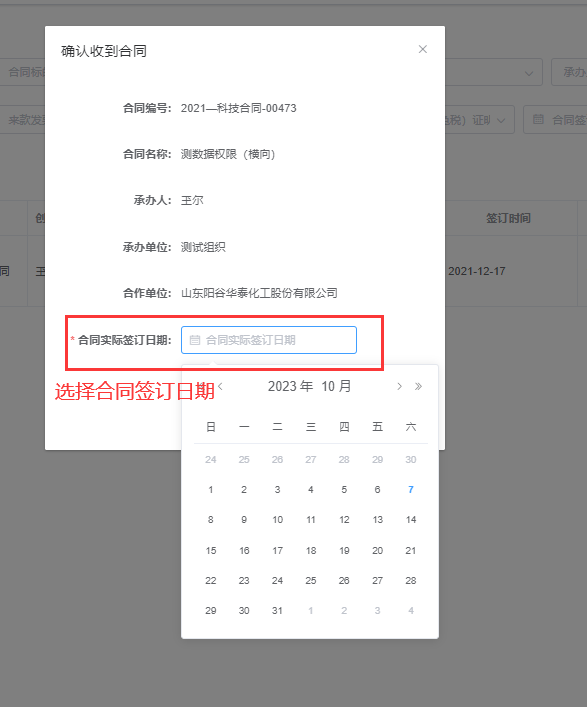 确认收到合同
合同标
承办
合同编号： 2021—科技合同-00473
来款发
色税）证明
合同签
合同名称： 测数据权限（横向）
承办人： 玊尔
创
签订时间
承办单位： 测试组织
同
2021-12-17
合作单位： 山东阳谷华泰化工股份有限公司
* 合同实际签订日期： 合同实际签订日期
选择合同签订日期
2023 年 10 月
日 一 二 三 四 五 六
24 25 26 27 28 29 30
1 2 3 4 5 6 7
8 9 10 11 12 13 14
15 16 17 18 19 20 21
22 23 24 25 26 27 28
29 30 31 1 2 3 4